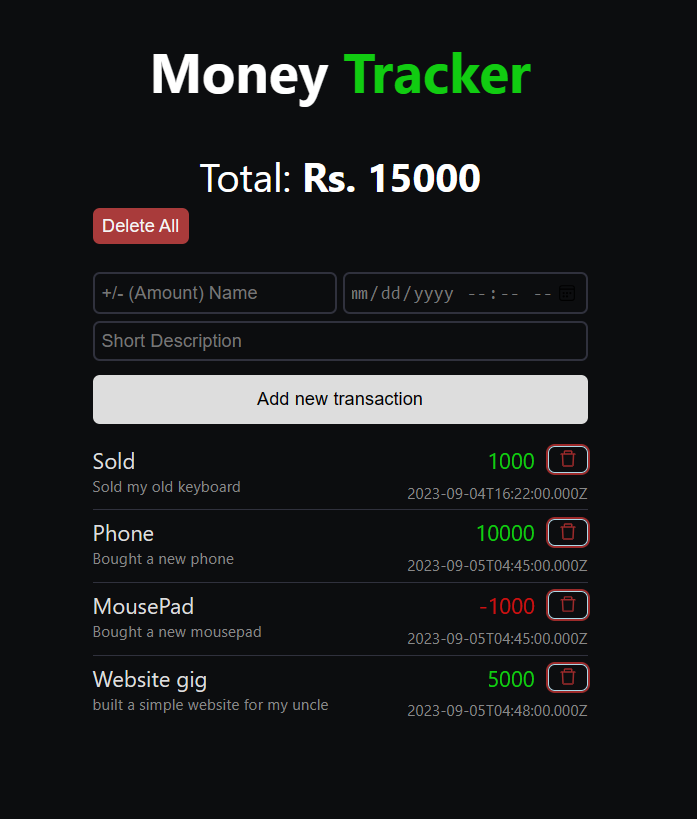 Money Tracker
Total: Rs. 15000
Delete All
+/- (Amount) Name mm/dd/yyyy --:-- --
Short Description
Add new transaction
Sold 1000
Sold my old keyboard 2023-09-04T16:22:00.000Z
Phone 10000
Bought a new phone 2023-09-05T04:45:00.000Z
MousePad -1000
Bought a new mousepad 2023-09-05T04:45:00.000Z
Website gig 5000
built a simple website for my uncle 2023-09-05T04:48:00.000Z